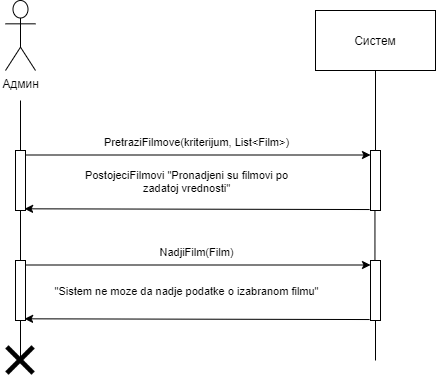 Систем
Админ
PretraziFilmove(kriterijum, List<Film>)
PostojeciFilmovi "Pronadjeni su filmovi po
zadatoj vrednosti"
NadjiFilm(Film)
"Sistem ne moze da nadje podatke o izabranom filmu"